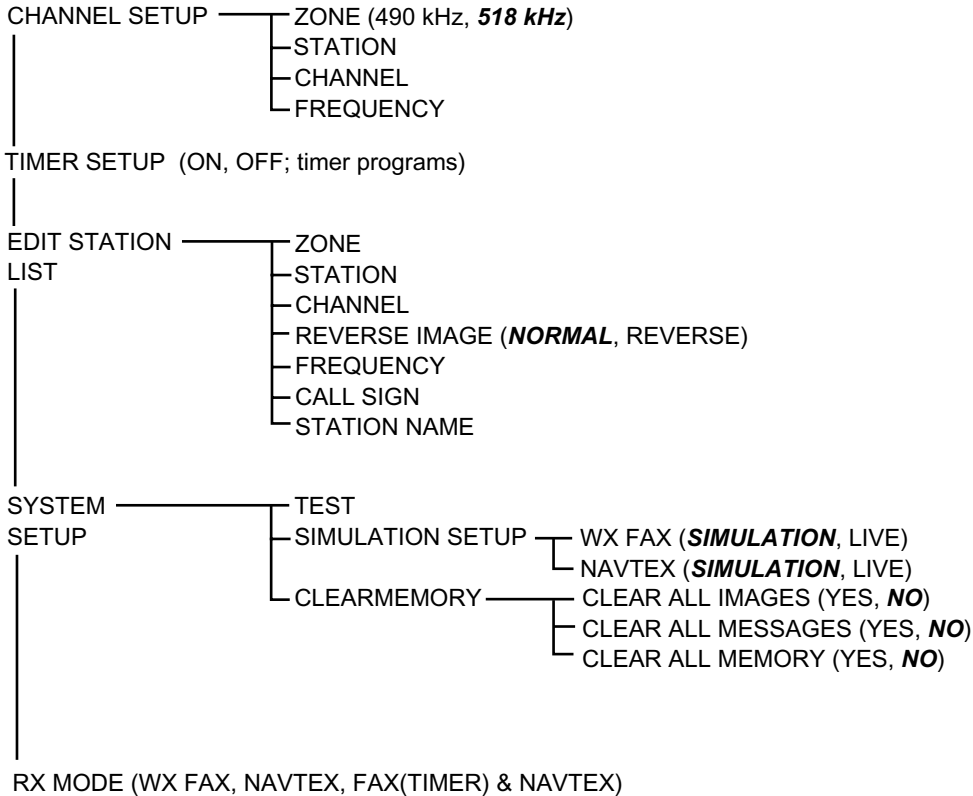 CHANNEL SETUP
ZONE (490 kHz, 518 kHz)
STATION
CHANNEL
FREQUENCY
TIMER SETUP (ON, OFF; timer programs)
EDIT STATION
LIST
ZONE
STATION
CHANNEL
REVERSE IMAGE (NORMAL, REVERSE)
FREQUENCY
CALL SIGN
STATION NAME
SYSTEM
SETUP
TEST
SIMULATION SETUP
WX FAX (SIMULATION, LIVE)
NAVTEX (SIMULATION, LIVE)
CLEARMEMORY
CLEAR ALL IMAGES (YES, NO)
CLEAR ALL MESSAGES (YES, NO)
CLEAR ALL MEMORY (YES, NO)
RX MODE (WX FAX, NAVTEX, FAX(TIMER) & NAVTEX)